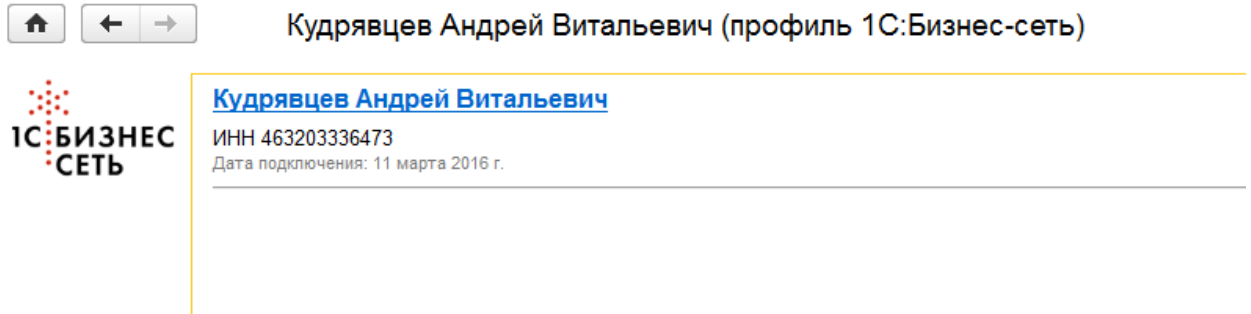 Кудрявцев Андрей Витальевич (профиль 1С:Бизнес-сеть)
1С:БИЗНЕС
СЕТЬ
Кудрявцев Андрей Витальевич
ИНН 463203336473
Дата подключения: 11 марта 2016 г.